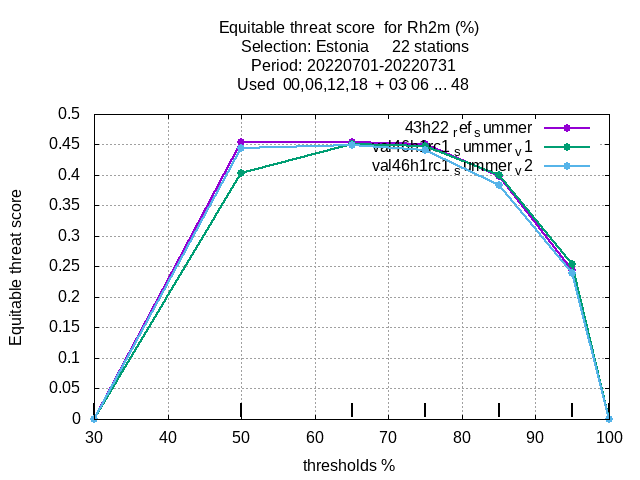 Equitable threat score  for Rh2m (%)
Selection: Estonia     22 stations
Period: 20220701-20220731
Used  00,06,12,18  + 03 06 ... 48
0.5
43h22 ref summer
0.45
val46h1rc1 summer v1
val46h1rc1 summer v2
0.4
0.35
0.3
Equitable threat score
0.25
0.2
0.15
0.1
0.05
0
30 40 50 60 70 80 90 100
thresholds %